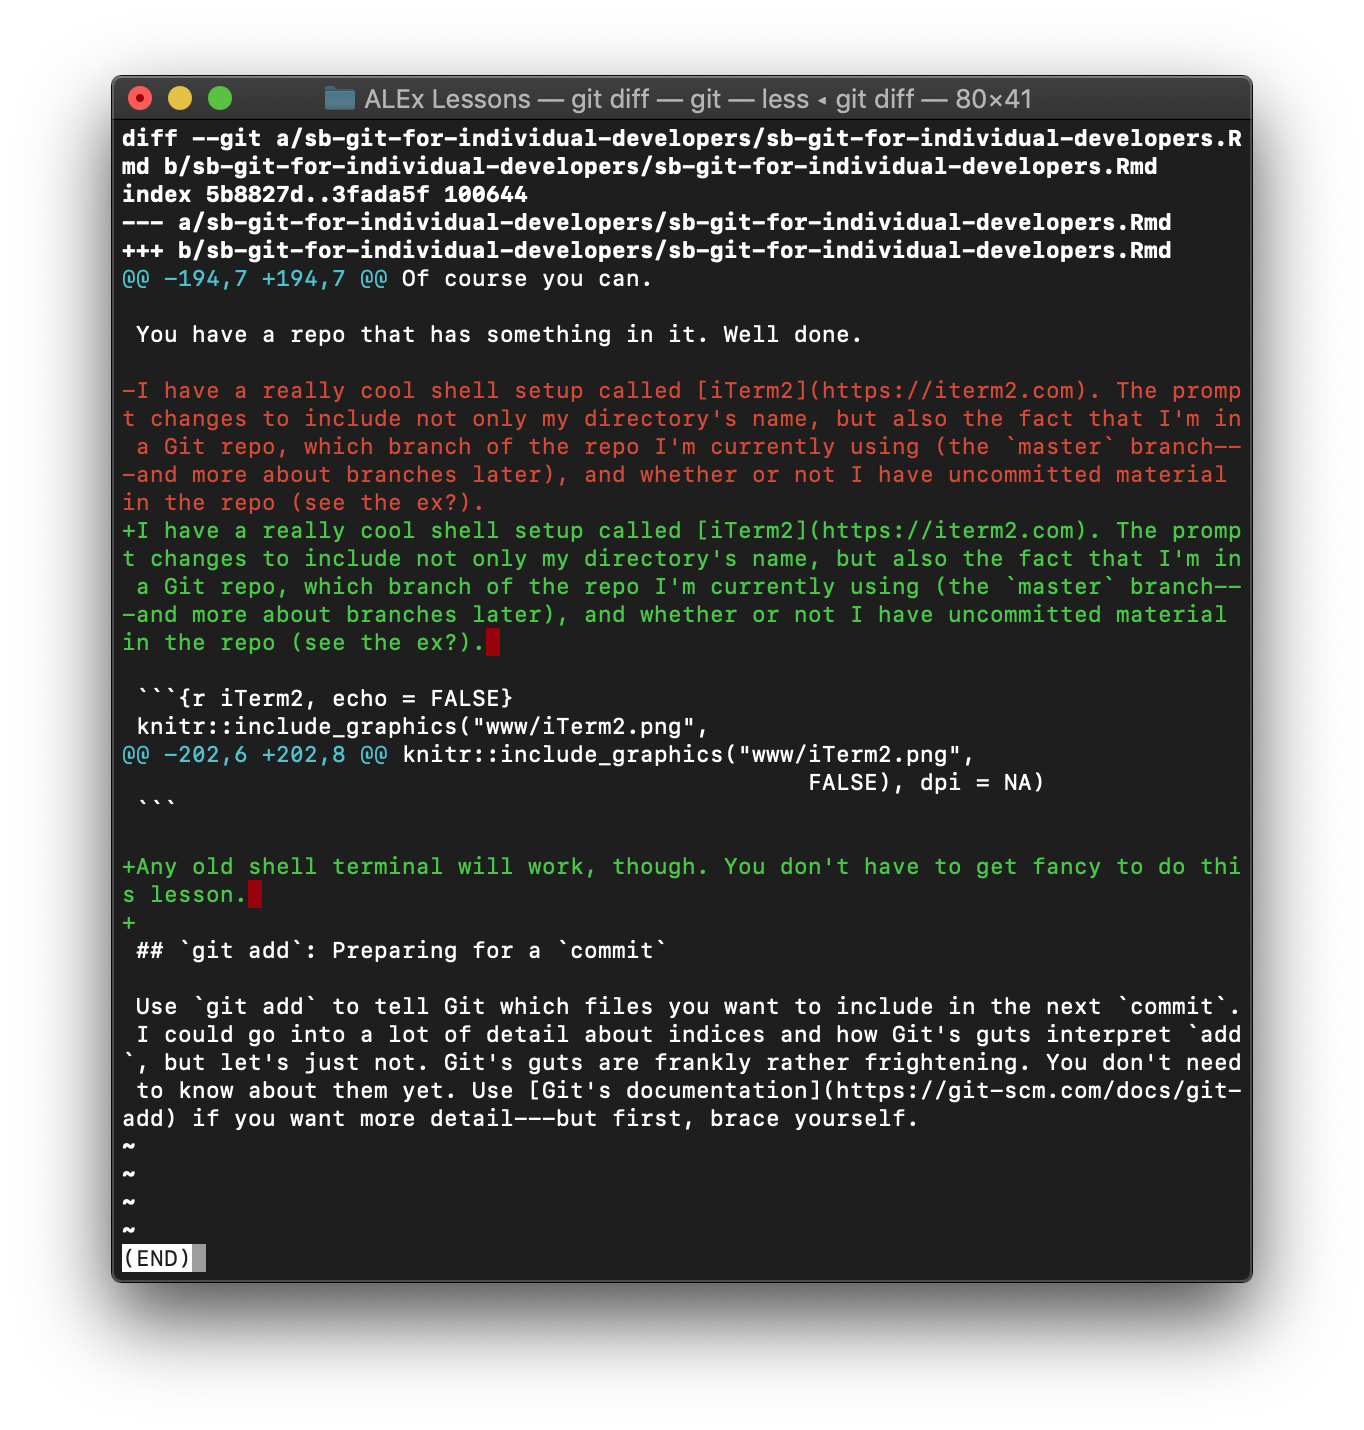 ALEx Lessons — git diff — git — less ◂ git diff — 80×41
diff --git a/sb-git-for-individual-developers/sb-git-for-individual-developers.R
md b/sb-git-for-individual-developers/sb-git-for-individual-developers.Rmd
index 5b8827d..3fada5f 100644
--- a/sb-git-for-individual-developers/sb-git-for-individual-developers.Rmd
+++ b/sb-git-for-individual-developers/sb-git-for-individual-developers.Rmd
@@ -194,7 +194,7 @@ Of course you can.
 You have a repo that has something in it. Well done.
-I have a really cool shell setup called [iTerm2](https://iterm2.com). The promp
t changes to include not only my directory's name, but also the fact that I'm in
 a Git repo, which branch of the repo I'm currently using (the `master` branch--
-and more about branches later), and whether or not I have uncommitted material
in the repo (see the ex?).
+I have a really cool shell setup called [iTerm2](https://iterm2.com). The promp
t changes to include not only my directory's name, but also the fact that I'm in
 a Git repo, which branch of the repo I'm currently using (the `master` branch--
-and more about branches later), and whether or not I have uncommitted material
in the repo (see the ex?).
 ```{r iTerm2, echo = FALSE}
 knitr::include_graphics("www/iTerm2.png",
@@ -202,6 +202,8 @@ knitr::include_graphics("www/iTerm2.png",
                                                 FALSE), dpi = NA)
 ```
+Any old shell terminal will work, though. You don't have to get fancy to do thi
s lesson.
+
 ## `git add`: Preparing for a `commit`
 Use `git add` to tell Git which files you want to include in the next `commit`.
 I could go into a lot of detail about indices and how Git's guts interpret `add
`, but let's just not. Git's guts are frankly rather frightening. You don't need
 to know about them yet. Use [Git's documentation](https://git-scm.com/docs/git-
add) if you want more detail---but first, brace yourself.
~
~
~
~
(END)